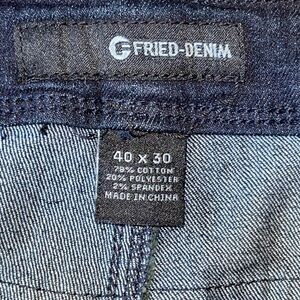 FRIED-DENIM
40 X 30
78% COTTON
20% POLYESTER
2% SPANDEX
MADE IN CHINA